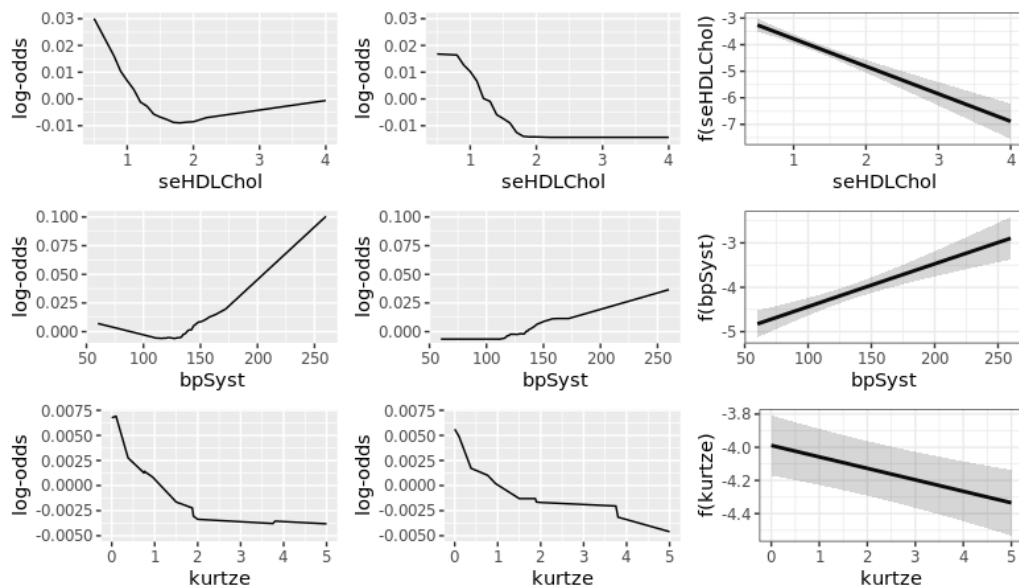 log-odds
0.03
0.02
0.01
0.00
-0.01
1 2 3 4
seHDLChol
log-odds
0.03
0.02
0.01
0.00
-0.01
1 2 3 4
seHDLChol
f(seHDLChol)
-3
-4
-5
-6
-7
1 2 3 4
seHDLChol
log-odds
0.100
0.075
0.050
0.025
0.000
50 100 150 200 250
bpSyst
log-odds
0.100
0.075
0.050
0.025
0.000
50 100 150 200 250
bpSyst
f(bpSyst)
-3
-4
-5
50 100 150 200 250
bpSyst
log-odds
0.0075
0.0050
0.0025
0.0000
-0.0025
-0.0050
0 1 2 3 4 5
kurtze
log-odds
0.0075
0.0050
0.0025
0.0000
-0.0025
-0.0050
0 1 2 3 4 5
kurtze
f(kurtze)
-3.8
-4.0
-4.2
-4.4
0 1 2 3 4 5
kurtze